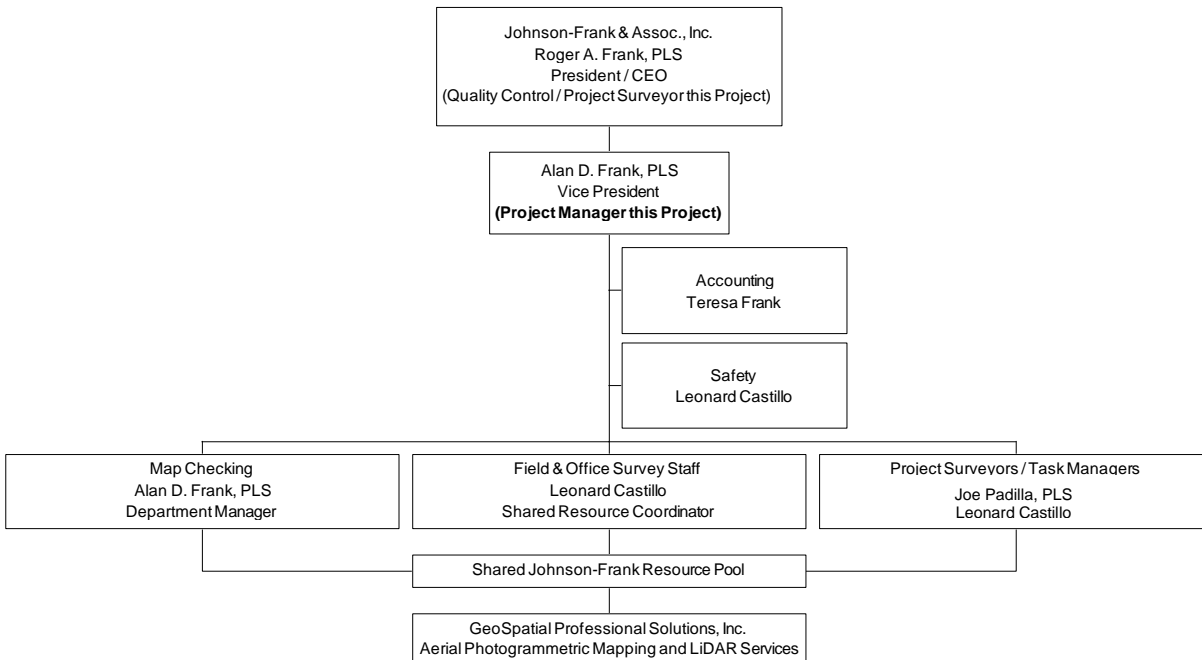 Johnson-Frank & Assoc., Inc.
Roger A. Frank, PLS
President / CEO
(Quality Control / Project Surveyor this Project)
Alan D. Frank, PLS
Vice President
(Project Manager this Project)
Accounting
Teresa Frank
Safety
Leonard Castillo
Map Checking
Alan D. Frank, PLS
Department Manager
Field & Office Survey Staff
Leonard Castillo
Shared Resource Coordinator
Project Surveyors / Task Managers
Joe Padilla, PLS
Leonard Castillo
Shared Johnson-Frank Resource Pool
GeoSpatial Professional Solutions, Inc.
Aerial Photogrammetric Mapping and LiDAR Services